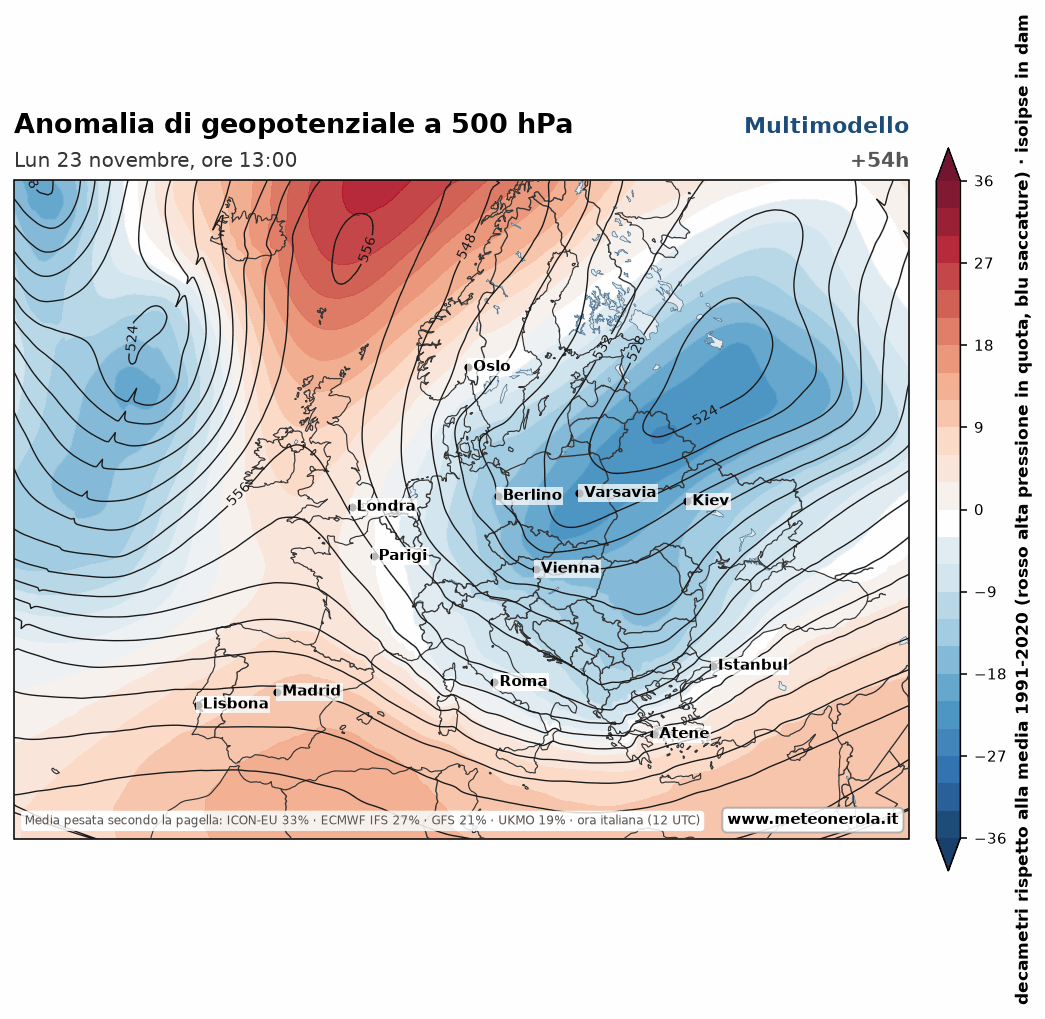 Anomalia di geopotenziale a 500 hPa
Multimodello
Lun 23 novembre, ore 13:00
+54h
556
548
524
532
528
524
556
Oslo
Berlino
Varsavia
Kiev
Londra
Parigi
Vienna
Istanbul
Roma
Madrid
Lisbona
Atene
Media pesata secondo la pagella: ICON-EU 33% · ECMWF IFS 27% · GFS 21% · UKMO 19% · ora italiana (12 UTC)
www.meteonerola.it
36
27
18
9
0
−9
−18
−27
−36
decametri rispetto alla media 1991-2020 (rosso alta pressione in quota, blu saccature) · isoipse in dam